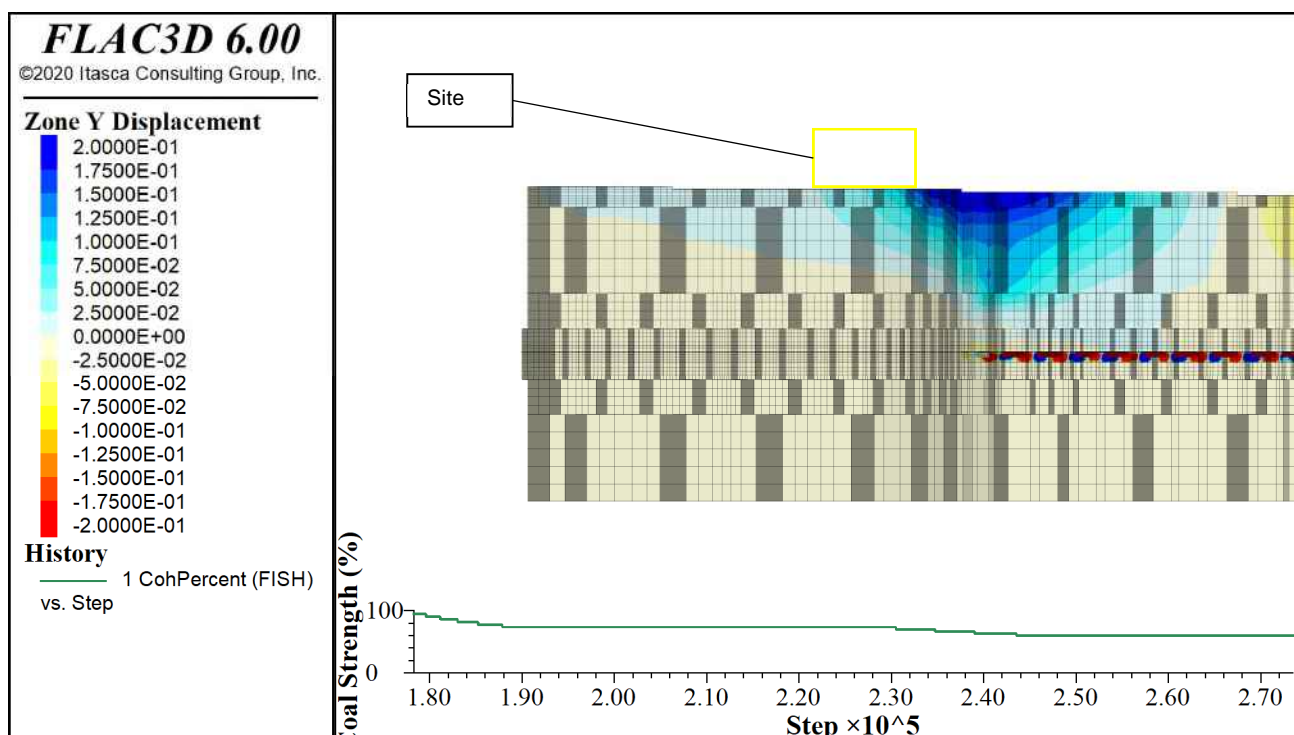 FLAC3D 6.00
©2020 Itasca Consulting Group, Inc.
Zone Y Displacement
2.0000E-01
1.7500E-01
1.5000E-01
1.2500E-01
1.0000E-01
7.5000E-02
5.0000E-02
2.5000E-02
0.0000E+00
-2.5000E-02
-5.0000E-02
-7.5000E-02
-1.0000E-01
-1.2500E-01
-1.5000E-01
-1.7500E-01
-2.0000E-01
History
1 CohPercent (FISH)
vs. Step
Site
Strength (%)
100
0
1.80 1.90 2.00 2.10 2.20 2.30 2.40 2.50 2.60 2.70
Step ×10^5